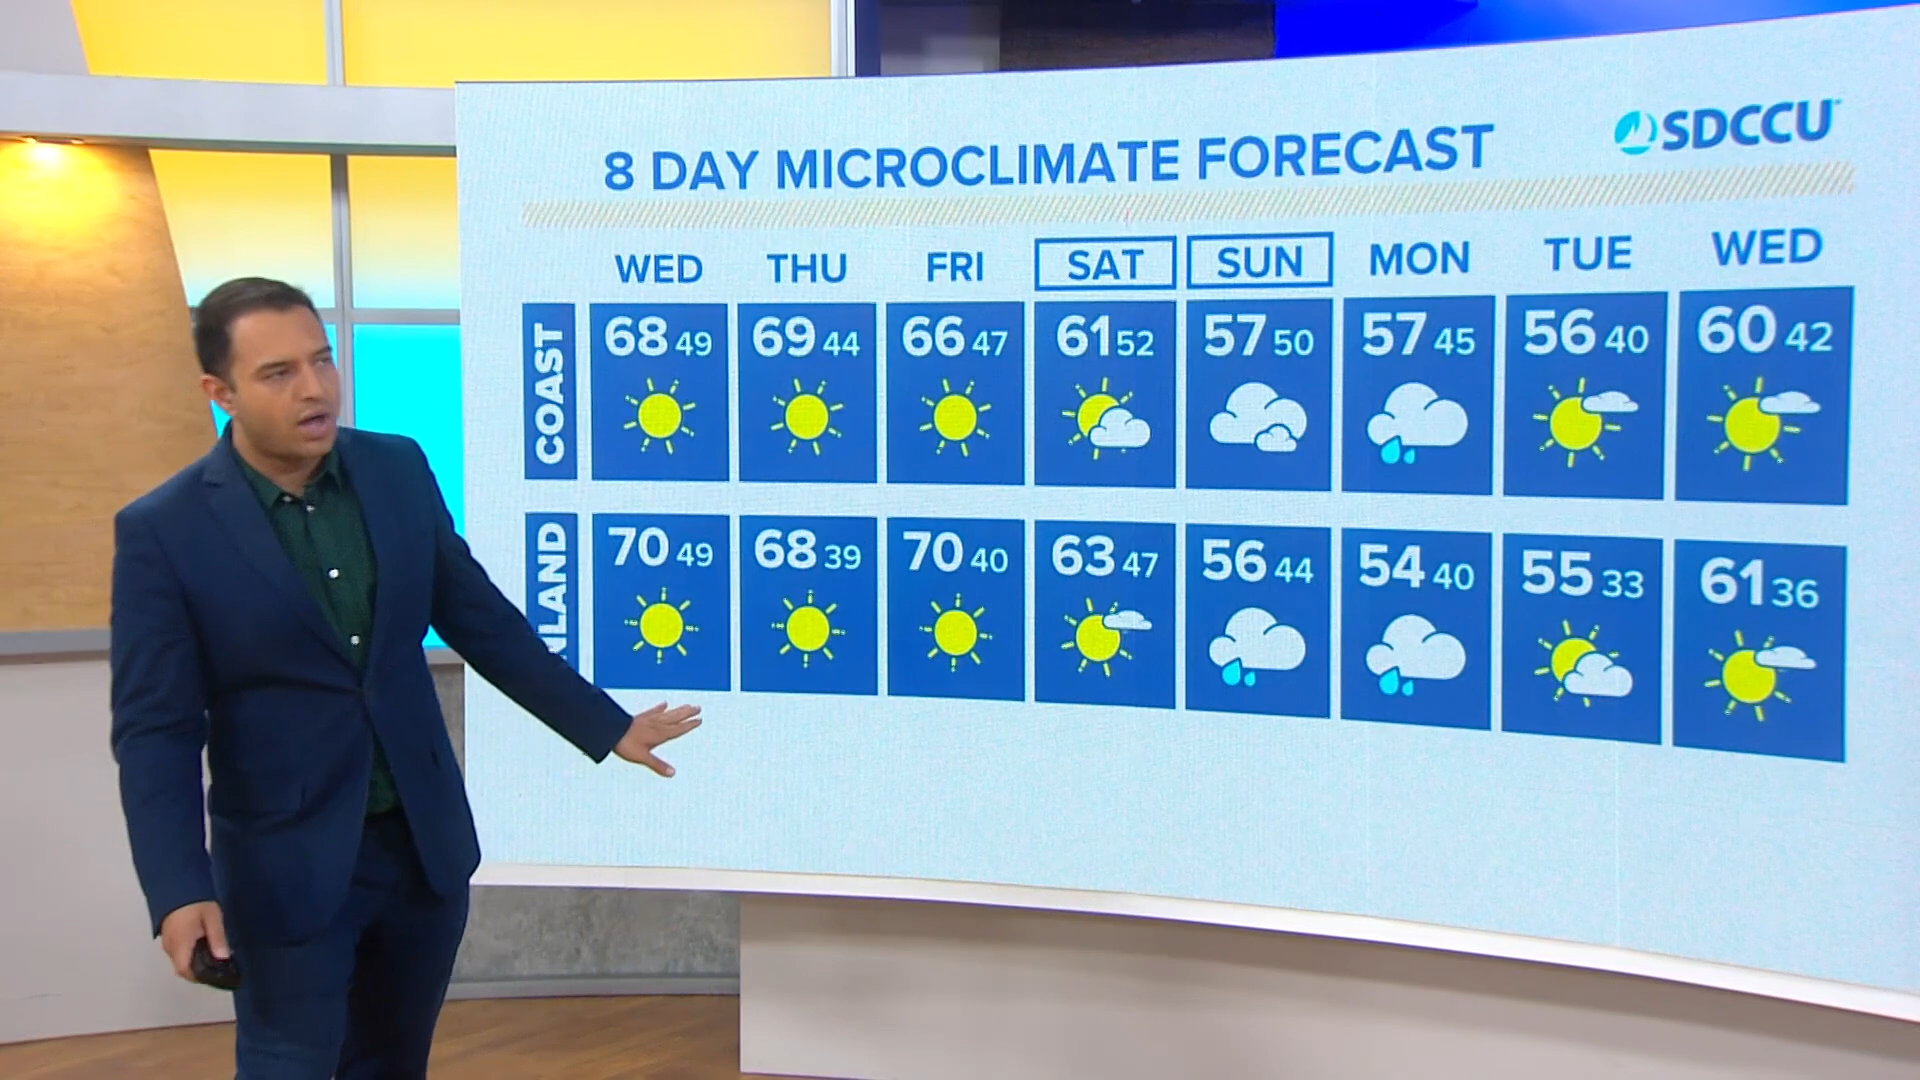 SDCCU
8 DAY MICROCLIMATE FORECAST
WED THU FRI SAT SUN MON TUE WED
COAST
68 49 69 44 66 47 61 52 57 50 57 45 56 40 60 42
NLAND
70 49 68 39 70 40 63 47 56 44 54 40 55 33 61 36